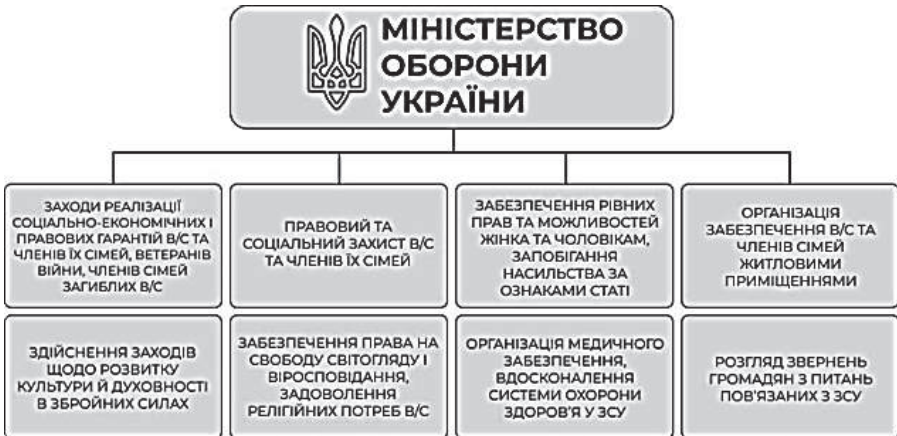 МІНІСТЕРСТВО
ОБОРОНИ
УКРАЇНИ
ЗАХОДИ РЕАЛІЗАЦІЇ
СОЦІАЛЬНО-ЕКОНОМІЧНИХ І
ПРАВОВИХ ГАРАНТІЙ В/С ТА
ЧЛЕНІВ ЇХ СІМЕЙ, ВЕТЕРАНІВ
ВІЙНИ, ЧЛЕНІВ СІМЕЙ
ЗАГИБЛИХ В/С
ПРАВОВИЙ ТА
СОЦІАЛЬНИЙ ЗАХИСТ В/С
ТА ЧЛЕНІВ ЇХ СІМЕЙ
ЗАБЕЗПЕЧЕННЯ РІВНИХ
ПРАВ ТА МОЖЛИВОСТЕЙ
ЖІНКА ТА ЧОЛОВІКАМ,
ЗАПОБІГАННЯ
НАСИЛЬСТВА ЗА
ОЗНАКАМИ СТАТІ
ОРГАНІЗАЦІЯ
ЗАБЕЗПЕЧЕННЯ В/С ТА
ЧЛЕНІВ СІМЕЙ
ЖИТЛОВИМИ
ПРИМІЩЕННЯМИ
ЗДІЙСНЕННЯ ЗАХОДІВ
ЩОДО РОЗВИТКУ
КУЛЬТУРИ Й ДУХОВНОСТІ
В ЗБРОЙНИХ СИЛАХ
ЗАБЕЗПЕЧЕННЯ ПРАВА НА
СВОБОДУ СВІТОГЛЯДУ І
ВІРОСПОВІДАННЯ,
ЗАДОВОЛЕННЯ
РЕЛІГІЙНИХ ПОТРЕБ В/С
ОРГАНІЗАЦІЯ МЕДИЧНОГО
ЗАБЕЗПЕЧЕННЯ,
ВДОСКОНАЛЕННЯ
СИСТЕМИ ОХОРОНИ
ЗДОРОВ'Я У ЗСУ
РОЗГЛЯД ЗВЕРНЕНЬ
ГРОМАДЯН З ПИТАНЬ
ПОВ'ЯЗАНИХ З ЗСУ